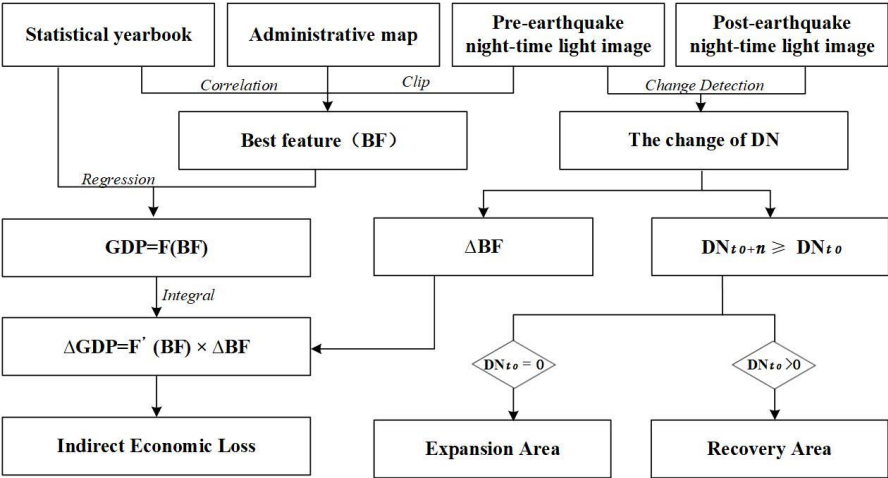 Statistical yearbook
Administrative map
Pre-earthquake
night-time light image
Post-earthquake
night-time light image
Correlation
Clip
Change Detection
Best feature（BF）
The change of DN
Regression
GDP=F(BF)
ΔBF
DNt0+n ≥ DNt0
Integral
ΔGDP=F’ (BF) × ΔBF
DNt0 = 0
DNt0 >0
Indirect Economic Loss
Expansion Area
Recovery Area